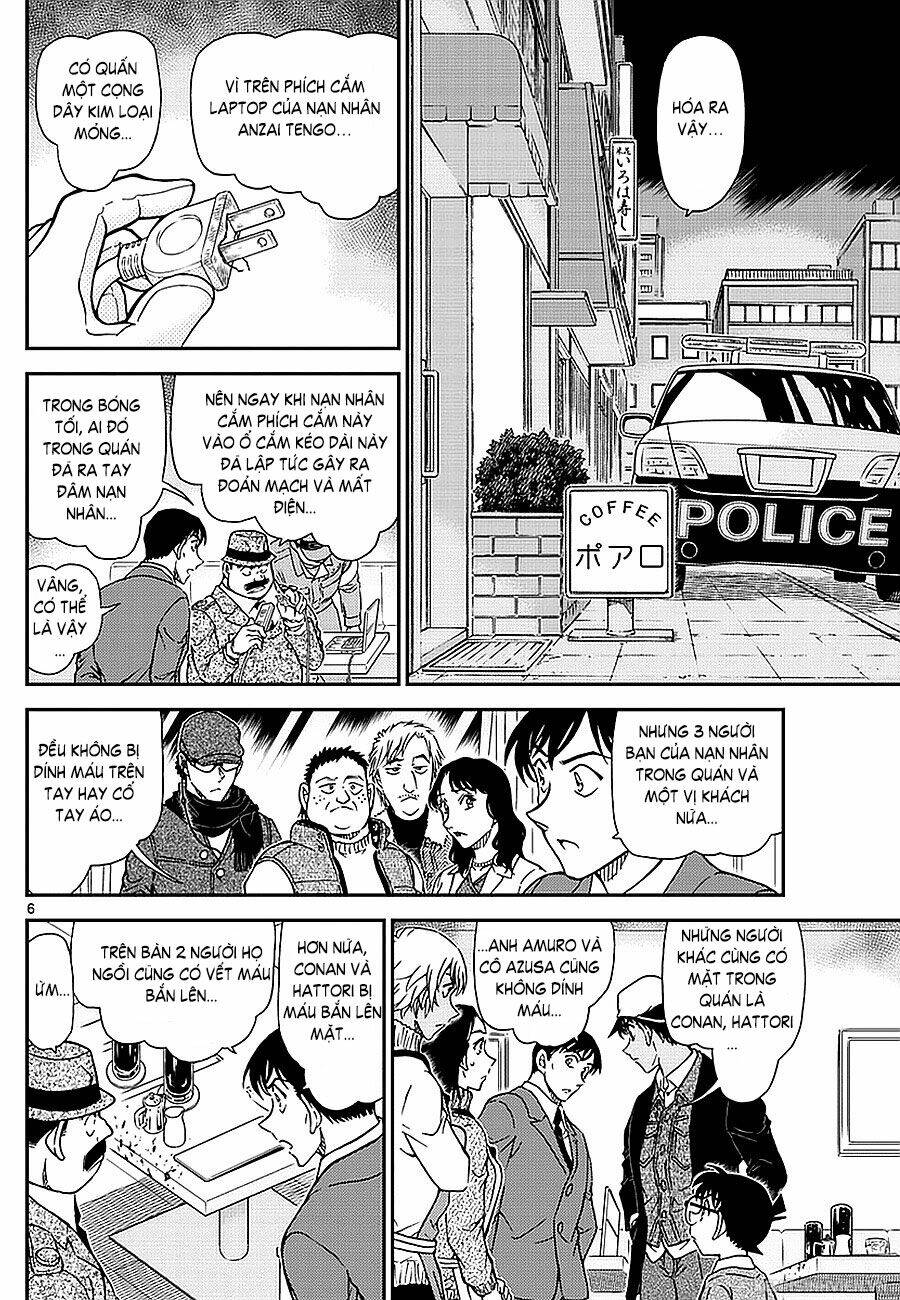 HÓA RA
VẬY...
いろは寿し
COFFEE
ポアロ
POLICE
VÌ TRÊN PHÍCH CẮM
LAPTOP CỦA NẠN NHÂN
ANZAI TENGO...
CÓ QUẤN
MỘT CỌNG
DÂY KIM LOẠI
MỎNG...
NÊN NGAY KHI NẠN NHÂN
CẮM PHÍCH CẮM NÀY
VÀO Ổ CẮM KÉO DÀI NÀY
ĐÃ LẬP TỨC GÂY RA
ĐOẢN MẠCH VÀ MẤT
ĐIỆN...
TRONG BÓNG
TỐI, AI ĐÓ
TRONG QUÁN
ĐÃ RA TAY
ĐÂM NẠN
NHÂN...
VÂNG,
CÓ THỂ
LÀ VẬY
...
NHƯNG 3 NGƯỜI
BẠN CỦA NẠN NHÂN
TRONG QUÁN VÀ
MỘT VỊ KHÁCH
NỮA...
ĐỀU KHÔNG BỊ
DÍNH MÁU TRÊN
TAY HAY CỔ
TAY ÁO...
6
NHỮNG NGƯỜI
KHÁC CÙNG CÓ
MẶT TRONG
QUÁN LÀ
CONAN, HATTORI
...
...ANH AMURO VÀ
CÔ AZUSA CŨNG
KHÔNG DÍNH
MÁU...
HƠN NỮA,
CONAN VÀ
HATTORI BỊ
MÁU BẮN LÊN
MẶT...
TRÊN BÀN 2 NGƯỜI HỌ
NGỒI CŨNG CÓ VẾT MÁU
BẮN LÊN...
ỪM...